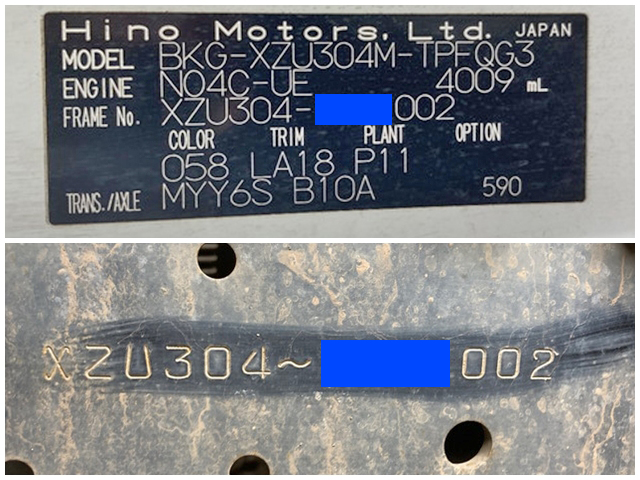 Hino Motors, Ltd. JAPAN
MODEL BKG-XZU304M-TPFQG3
ENGINE N04C-UE 4009 mL
FRAME No. XZU304- 002
COLOR TRIM PLANT OPTION
058 LA18 P11
TRANS./AXLE MYY6S B10A 590
XZU304~ 002